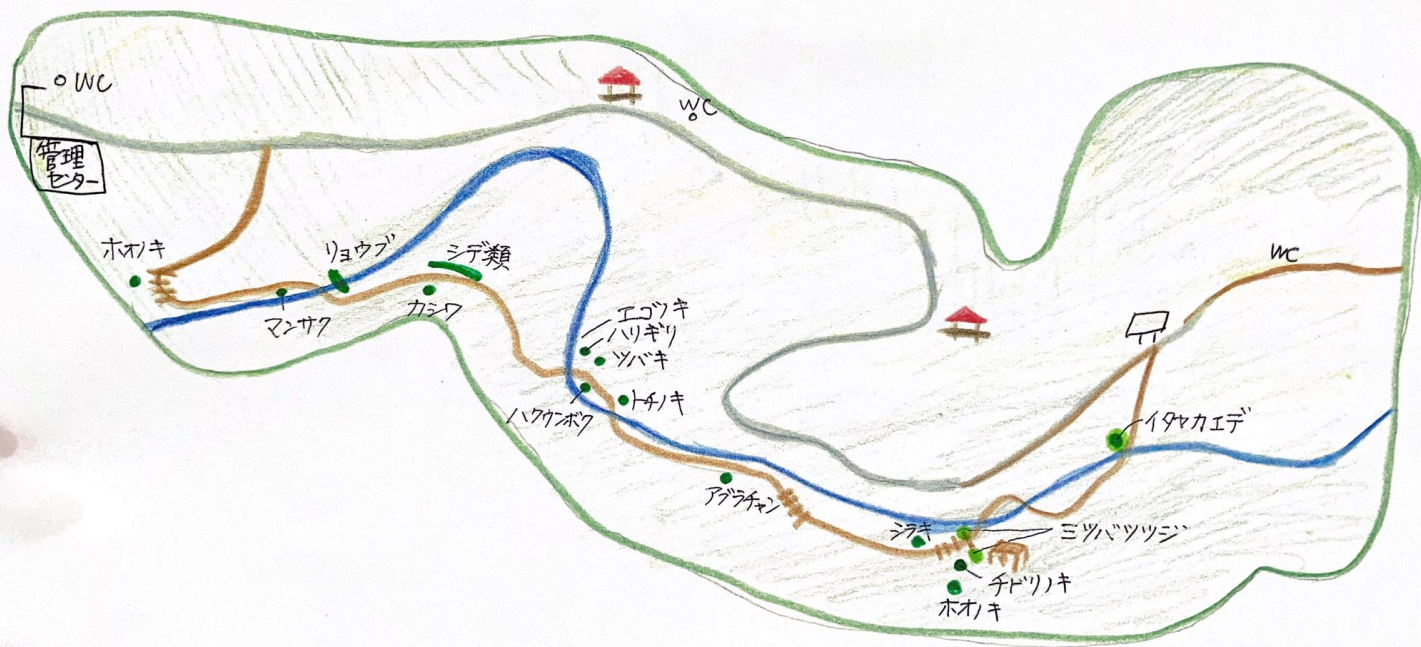 WC
管理
センター
WC
ホオノキ
リョウブ
シデ類
マンサク
カシワ
エゴノキ
ハリギリ
ツバキ
ハクウンボク
トチノキ
アブラチャン
WC
イタヤカエデ
シラキ
ミツバツツジ
チドリノキ
ホオノキ